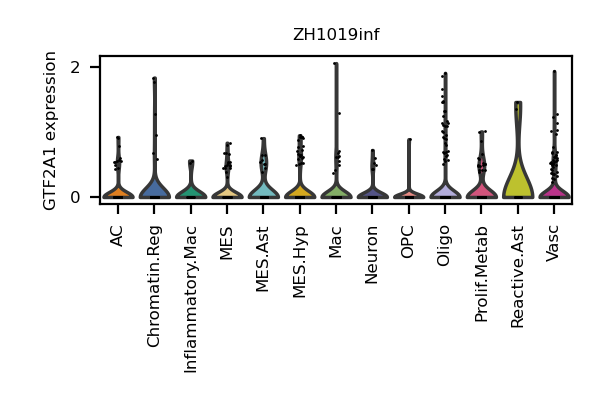 ZH1019inf
GTF2A1 expression
2
0
AC
Chromatin.Reg
Inflammatory.Mac
MES
MES.Ast
MES.Hyp
Mac
Neuron
OPC
Oligo
Prolif.Metab
Reactive.Ast
Vasc